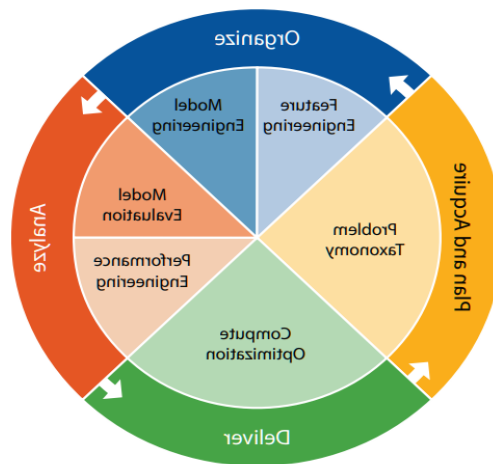 Organize
Model
Engineering
Feature
Engineering
Model
Evaluation
Problem
Taxonomy
Analyze
Plan and Acquire
Performance
Engineering
Compute
Optimization
Deliver